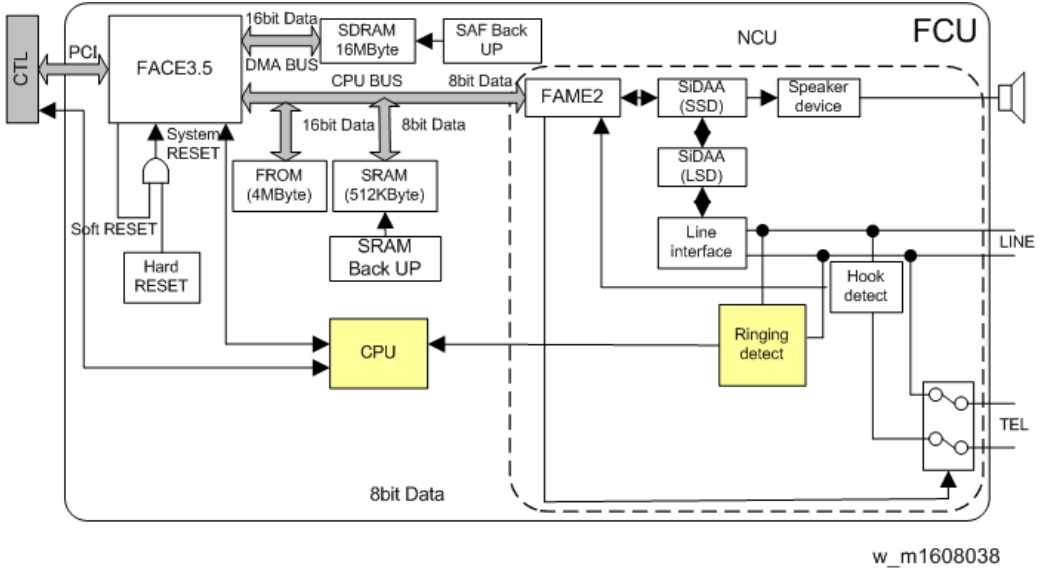 FCU
NCU
CTL
PCI
FACE3.5
16bit Data
DMA BUS
SDRAM
16MByte
SAF Back
UP
CPU BUS
8bit Data
FAME2
SiDAA
(SSD)
Speaker
device
System
RESET
16bit Data
8bit Data
FROM
(4MByte)
SRAM
(512KByte)
SiDAA
(LSD)
Soft RESET
Hard
RESET
SRAM
Back UP
Line
interface
LINE
Hook
detect
CPU
Ringing
detect
TEL
8bit Data
w_m1608038